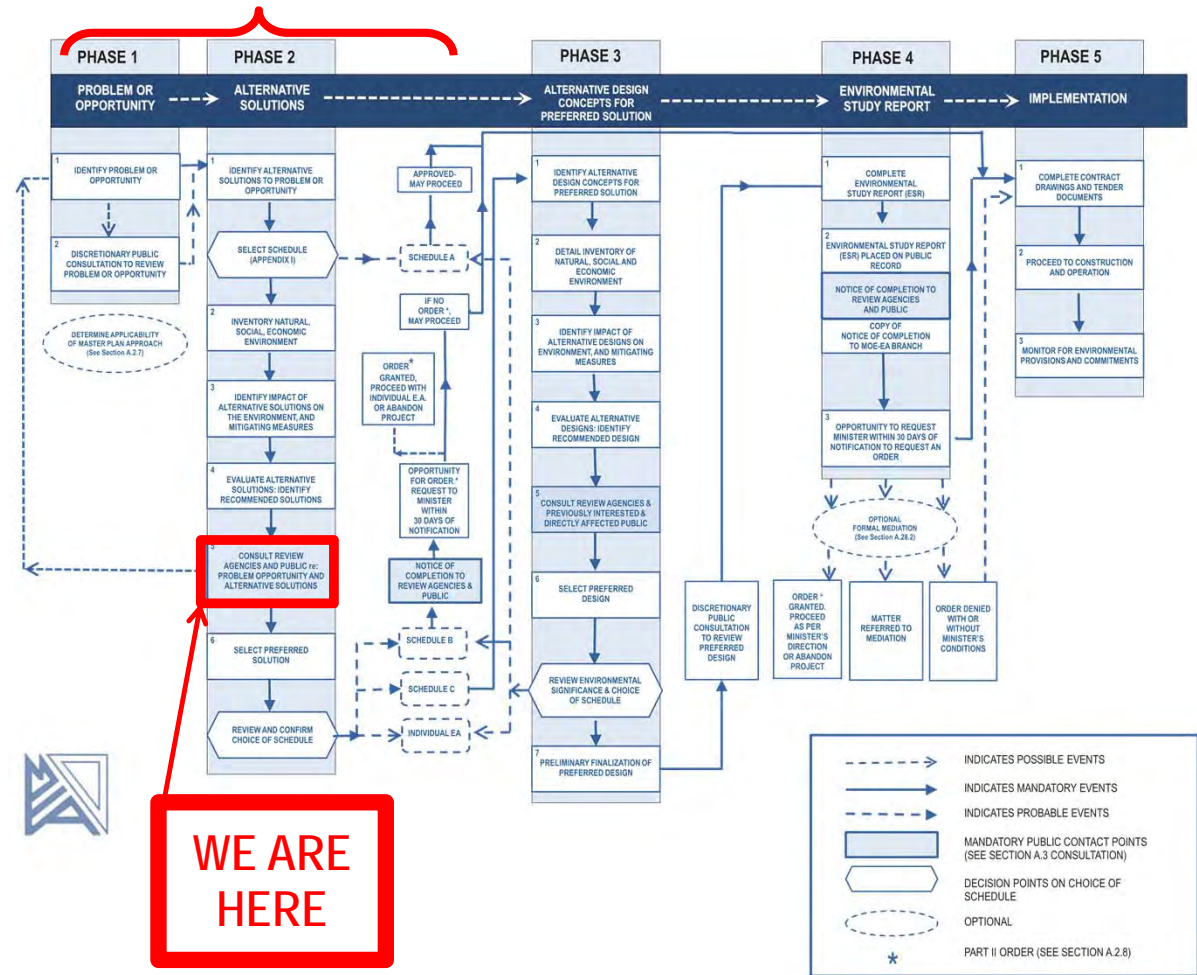 PHASE 1
PROBLEM OR
OPPORTUNITY
1
IDENTIFY PROBLEM OR
OPPORTUNITY
2
DISCRETIONARY PUBLIC
CONSULTATION TO REVIEW
PROBLEM OR OPPORTUNITY
DETERMINE APPLICABILITY
OF MASTER PLAN APPROACH
(See Section A.2.7)
PHASE 2
ALTERNATIVE
SOLUTIONS
1
IDENTIFY ALTERNATIVE
SOLUTIONS TO PROBLEM OR
OPPORTUNITY
SELECT SCHEDULE
(APPENDIX I)
2
INVENTORY NATURAL,
SOCIAL, ECONOMIC
ENVIRONMENT
3
IDENTIFY IMPACT OF
ALTERNATIVE SOLUTIONS ON
THE ENVIRONMENT, AND
MITIGATING MEASURES
4
EVALUATE ALTERNATIVE
SOLUTIONS: IDENTIFY
RECOMMENDED SOLUTIONS
5
CONSULT REVIEW
AGENCIES AND PUBLIC re:
PROBLEM OPPORTUNITY AND
ALTERNATIVE SOLUTIONS
6
SELECT PREFERRED
SOLUTION
REVIEW AND CONFIRM
CHOICE OF SCHEDULE
WE ARE
HERE
APPROVED-
MAY PROCEED
SCHEDULE A
IF NO
ORDER *,
MAY PROCEED
ORDER*
GRANTED,
PROCEED WITH
INDIVIDUAL E.A.
OR ABANDON
PROJECT
OPPORTUNITY
FOR ORDER *
REQUEST TO
MINISTER
WITHIN
30 DAYS OF
NOTIFICATION
NOTICE OF
COMPLETION TO
REVIEW AGENCIES &
PUBLIC
SCHEDULE B
SCHEDULE C
INDIVIDUAL EA
PHASE 3
ALTERNATIVE DESIGN
CONCEPTS FOR
PREFERRED SOLUTION
1
IDENTIFY ALTERNATIVE
DESIGN CONCEPTS FOR
PREFERRED SOLUTION
2
DETAIL INVENTORY OF
NATURAL, SOCIAL AND
ECONOMIC
ENVIRONMENT
3
IDENTIFY IMPACT OF
ALTERNATIVE DESIGNS ON
ENVIRONMENT, AND
MITIGATING MEASURES
4
EVALUATE ALTERNATIVE
DESIGNS: IDENTIFY
RECOMMENDED DESIGN
5
CONSULT REVIEW AGENCIES &
PREVIOUSLY INTERESTED &
DIRECTLY AFFECTED PUBLIC
6
SELECT PREFERRED
DESIGN
REVIEW ENVIRONMENTAL
SIGNIFICANCE & CHOICE
OF SCHEDULE
7
PRELIMINARY FINALIZATION OF
PREFERRED DESIGN
DISCRETIONARY
PUBLIC
CONSULTATION
TO REVIEW
PREFERRED
DESIGN
PHASE 4
ENVIRONMENTAL
STUDY REPORT
1
COMPLETE
ENVIRONMENTAL
STUDY REPORT (ESR)
2
ENVIRONMENTAL STUDY REPORT
(ESR) PLACED ON PUBLIC
RECORD
NOTICE OF COMPLETION TO
REVIEW AGENCIES
AND PUBLIC
COPY OF
NOTICE OF COMPLETION
TO MOE-EA BRANCH
3
OPPORTUNITY TO REQUEST
MINISTER WITHIN 30 DAYS OF
NOTIFICATION TO REQUEST AN
ORDER
OPTIONAL
FORMAL MEDIATION
(See Section A.28.2)
ORDER *
GRANTED.
PROCEED
AS PER
MINISTER'S
DIRECTION
OR ABANDON
PROJECT
MATTER
REFERRED TO
MEDIATION
ORDER DENIED
WITH OR
WITHOUT
MINISTER'S
CONDITIONS
PHASE 5
IMPLEMENTATION
1
COMPLETE CONTRACT
DRAWINGS AND TENDER
DOCUMENTS
2
PROCEED TO CONSTRUCTION
AND OPERATION
3
MONITOR FOR ENVIRONMENTAL
PROVISIONS AND COMMITMENTS
INDICATES POSSIBLE EVENTS
INDICATES MANDATORY EVENTS
INDICATES PROBABLE EVENTS
MANDATORY PUBLIC CONTACT POINTS
(SEE SECTION A.3 CONSULTATION)
DECISION POINTS ON CHOICE OF
SCHEDULE
OPTIONAL
* PART II ORDER (SEE SECTION A.2.8)
MEA